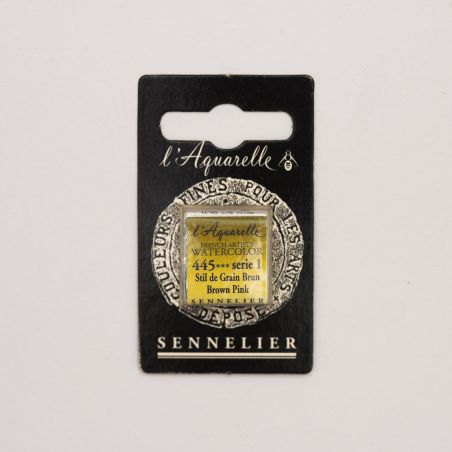 l'Aquarelle
COULEURS FINES POUR LES ARTS
l'Aquarelle
FRENCH ARTISTS'
WATERCOLOR
445*** serie 1
Stil de Grain Brun
Brown Pink
SENNELIER
DEPOSE
SENNELIER